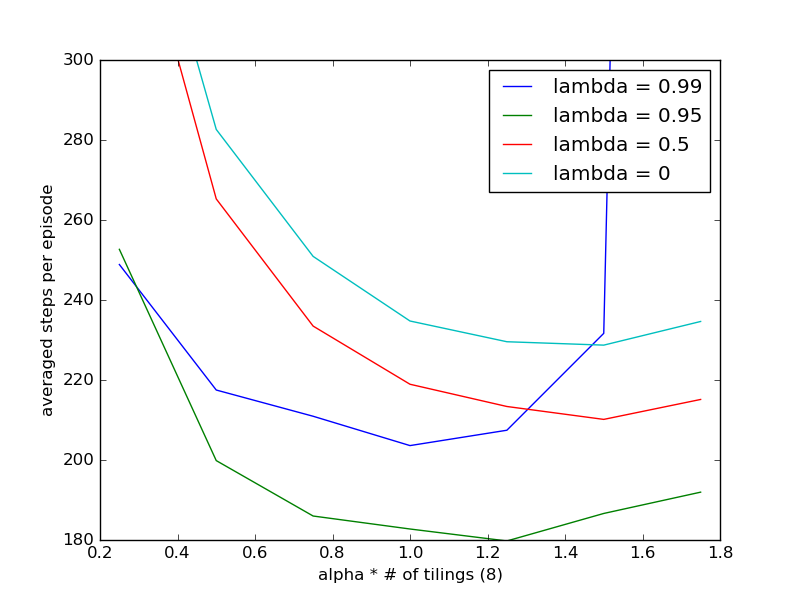 300
280
260
240
220
200
180
averaged steps per episode
lambda = 0.99
lambda = 0.95
lambda = 0.5
lambda = 0
0.2 0.4 0.6 0.8 1.0 1.2 1.4 1.6 1.8
alpha * # of tilings (8)